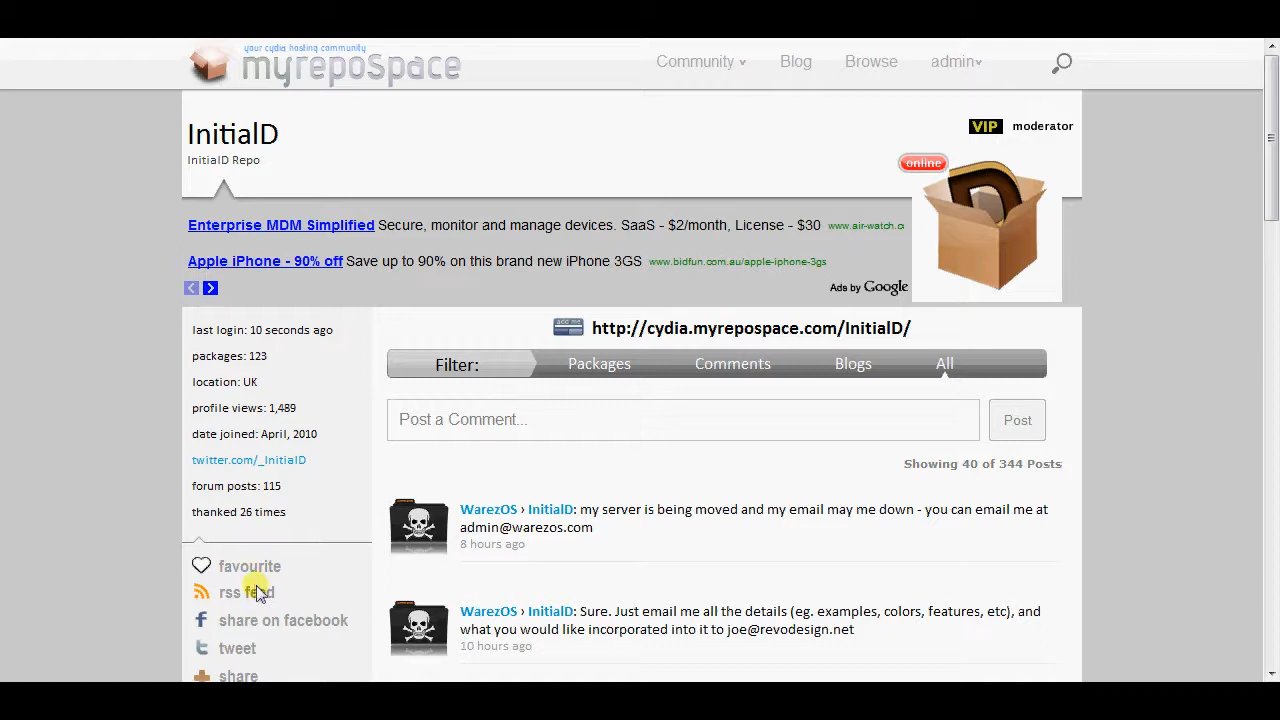 your cydia hosting community
myrepospace
Community
Blog
Browse
admin
InitialD
InitialD Repo
VIP
moderator
online
Enterprise MDM Simplified Secure, monitor and manage devices. SaaS - $2/month, License - $30 www.air-watch.c
Apple iPhone - 90% off Save up to 90% on this brand new iPhone 3GS www.bidfun.com.au/apple-iphone-3gs
Ads by Google
last login: 10 seconds ago
packages: 123
location: UK
profile views: 1,489
date joined: April, 2010
twitter.com/_InitialD
forum posts: 115
thanked 26 times
favourite
rss feed
share on facebook
tweet
share
add me
http://cydia.myrepospace.com/InitialD/
Filter:
Packages
Comments
Blogs
All
Post a Comment...
Post
Showing 40 of 344 Posts
WarezOS › InitialD: my server is being moved and my email may me down - you can email me at
admin@warezos.com
8 hours ago
WarezOS › InitialD: Sure. Just email me all the details (eg. examples, colors, features, etc), and
what you would like incorporated into it to joe@revodesign.net
10 hours ago